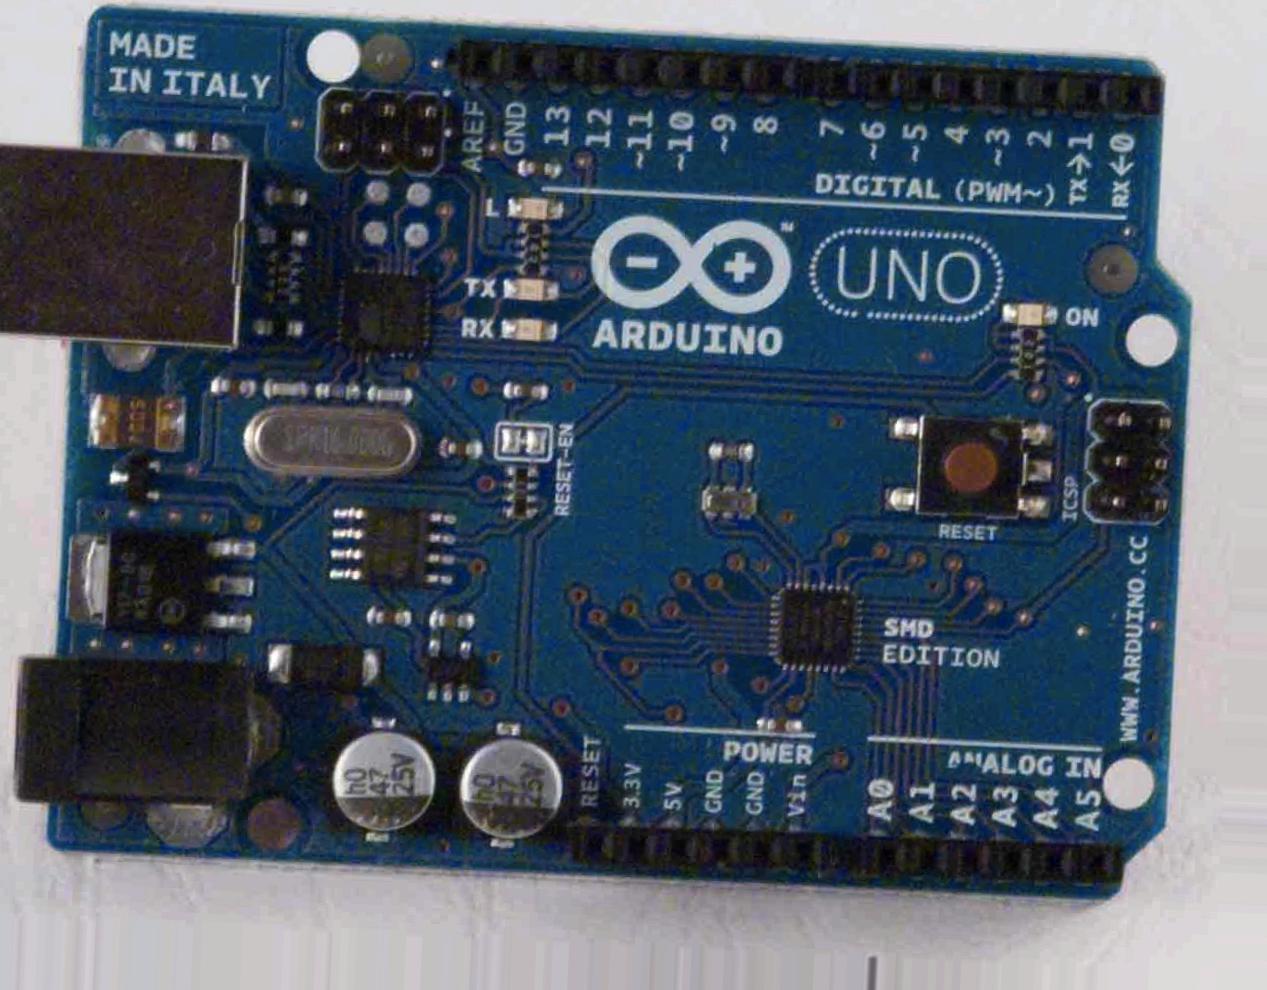 MADE
IN ITALY
AREF
GND
13
12
~11
~10
~9
8
7
~6
~5
4
~3
2
TX→1
RX←0
DIGITAL (PWM~)
L
TX
RX
ARDUINO
™
UNO
ON
RESET-EN
RESET
ICSP
SMD
EDITION
WWW.ARDUINO.CC
h0
47
25V
h0
47
25V
POWER
ANALOG IN
RESET
3.3V
5V
GND
GND
Vin
A0
A1
A2
A3
A4
A5